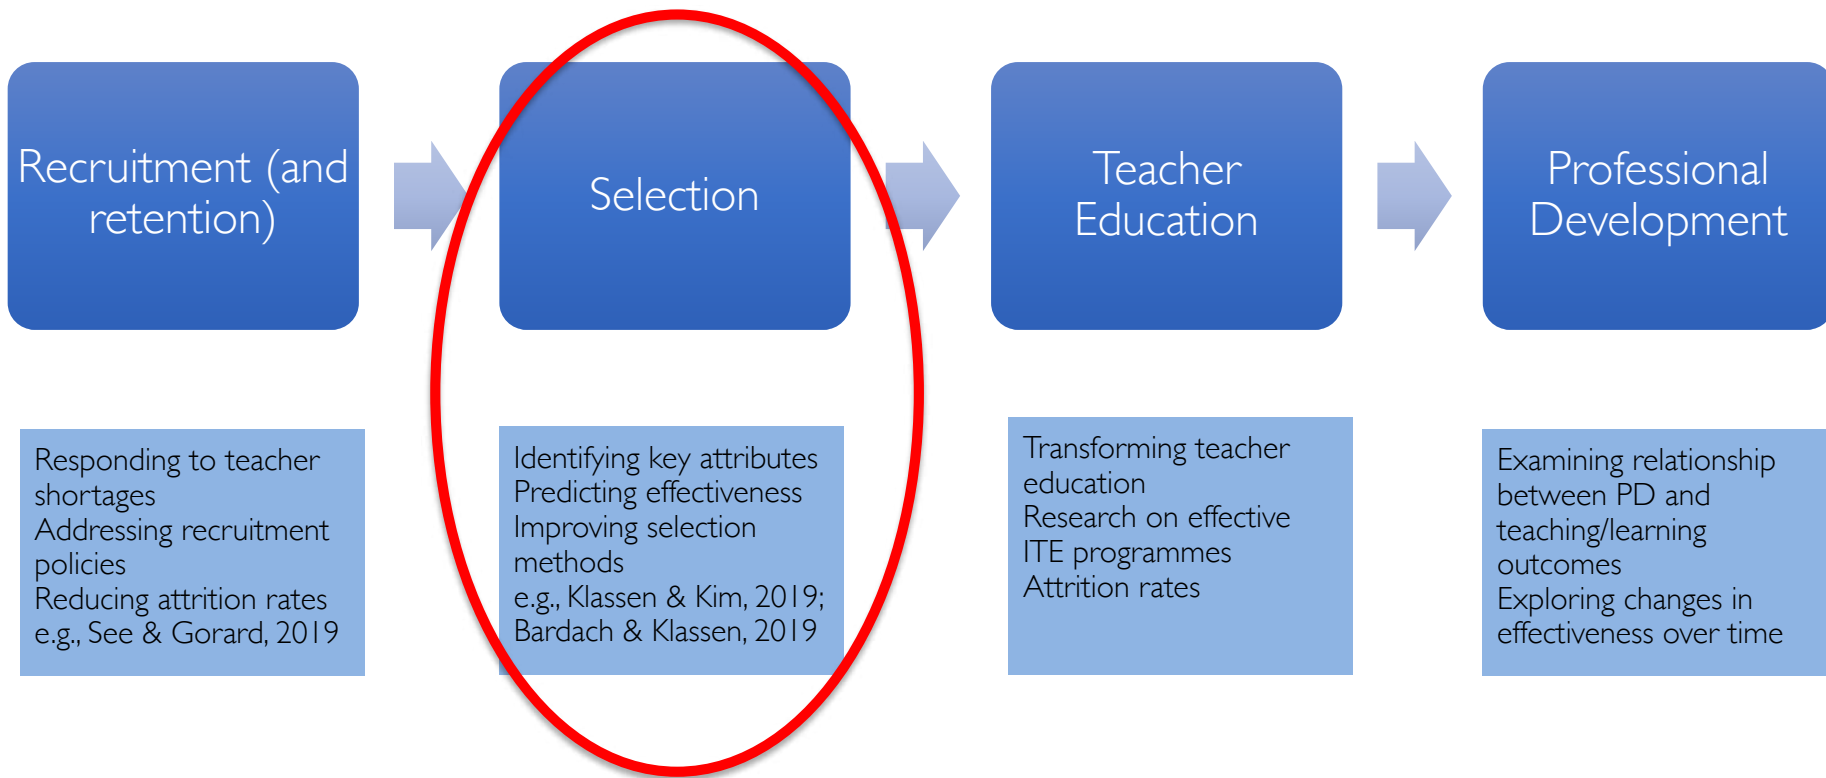 Recruitment (and
retention)
Selection
Teacher
Education
Professional
Development
Responding to teacher
shortages
Addressing recruitment
policies
Reducing attrition rates
e.g., See & Gorard, 2019
Identifying key attributes
Predicting effectiveness
Improving selection
methods
e.g., Klassen & Kim, 2019;
Bardach & Klassen, 2019
Transforming teacher
education
Research on effective
ITE programmes
Attrition rates
Examining relationship
between PD and
teaching/learning
outcomes
Exploring changes in
effectiveness over time